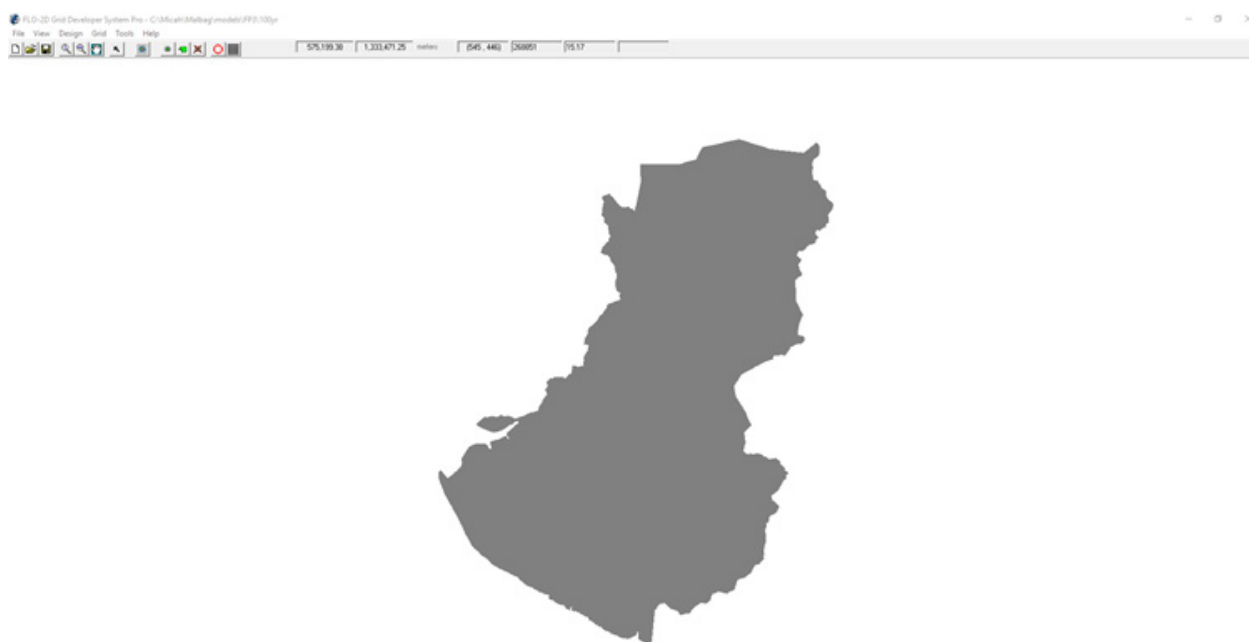 FLO-2D Grid Developer System Pro - C:\Micah\Malbag\models\FP3\100yr
File View Design Grid Tools Help
575,199.38 1,333,471.25 meters (545 , 446) 268851 15.17